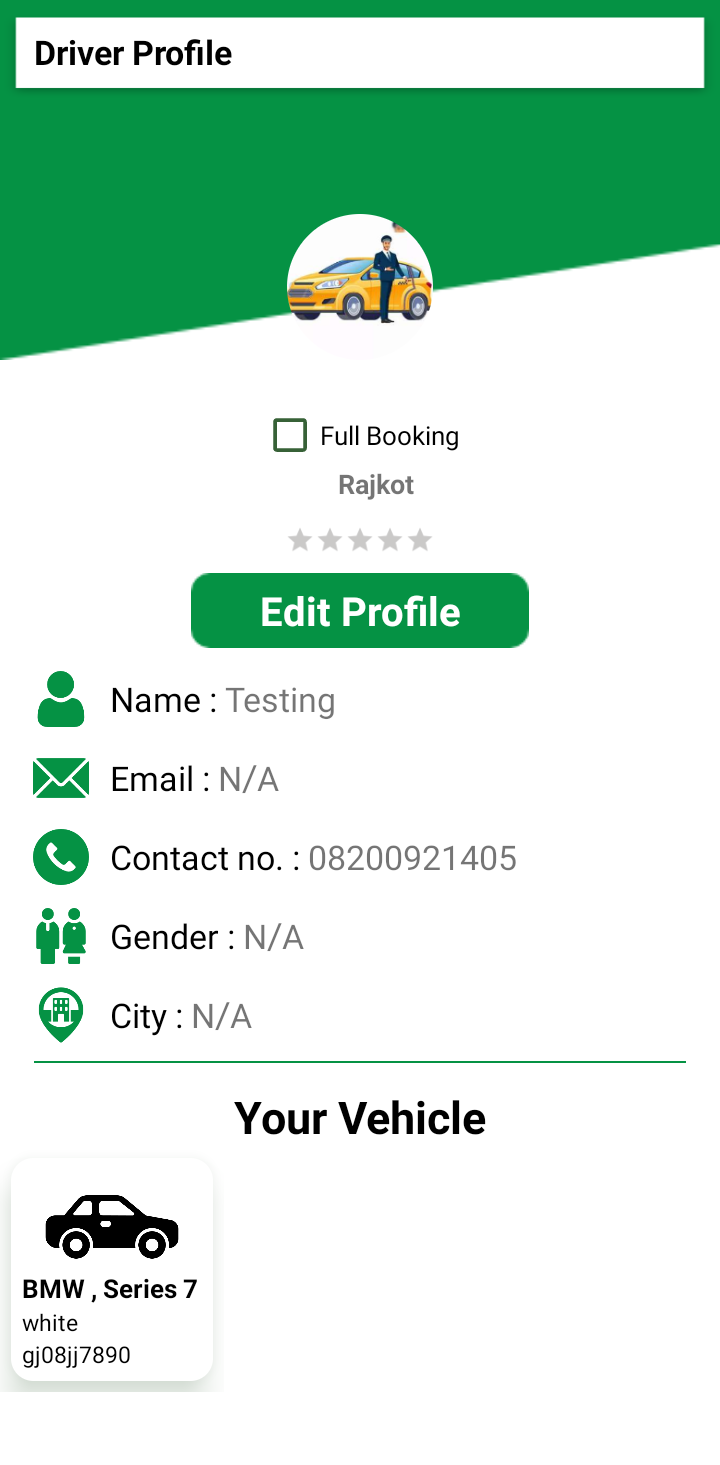 Driver Profile
Full Booking
Rajkot
Edit Profile
Name : Testing
Email : N/A
Contact no. : 08200921405
Gender : N/A
City : N/A
Your Vehicle
BMW , Series 7
white
gj08jj7890